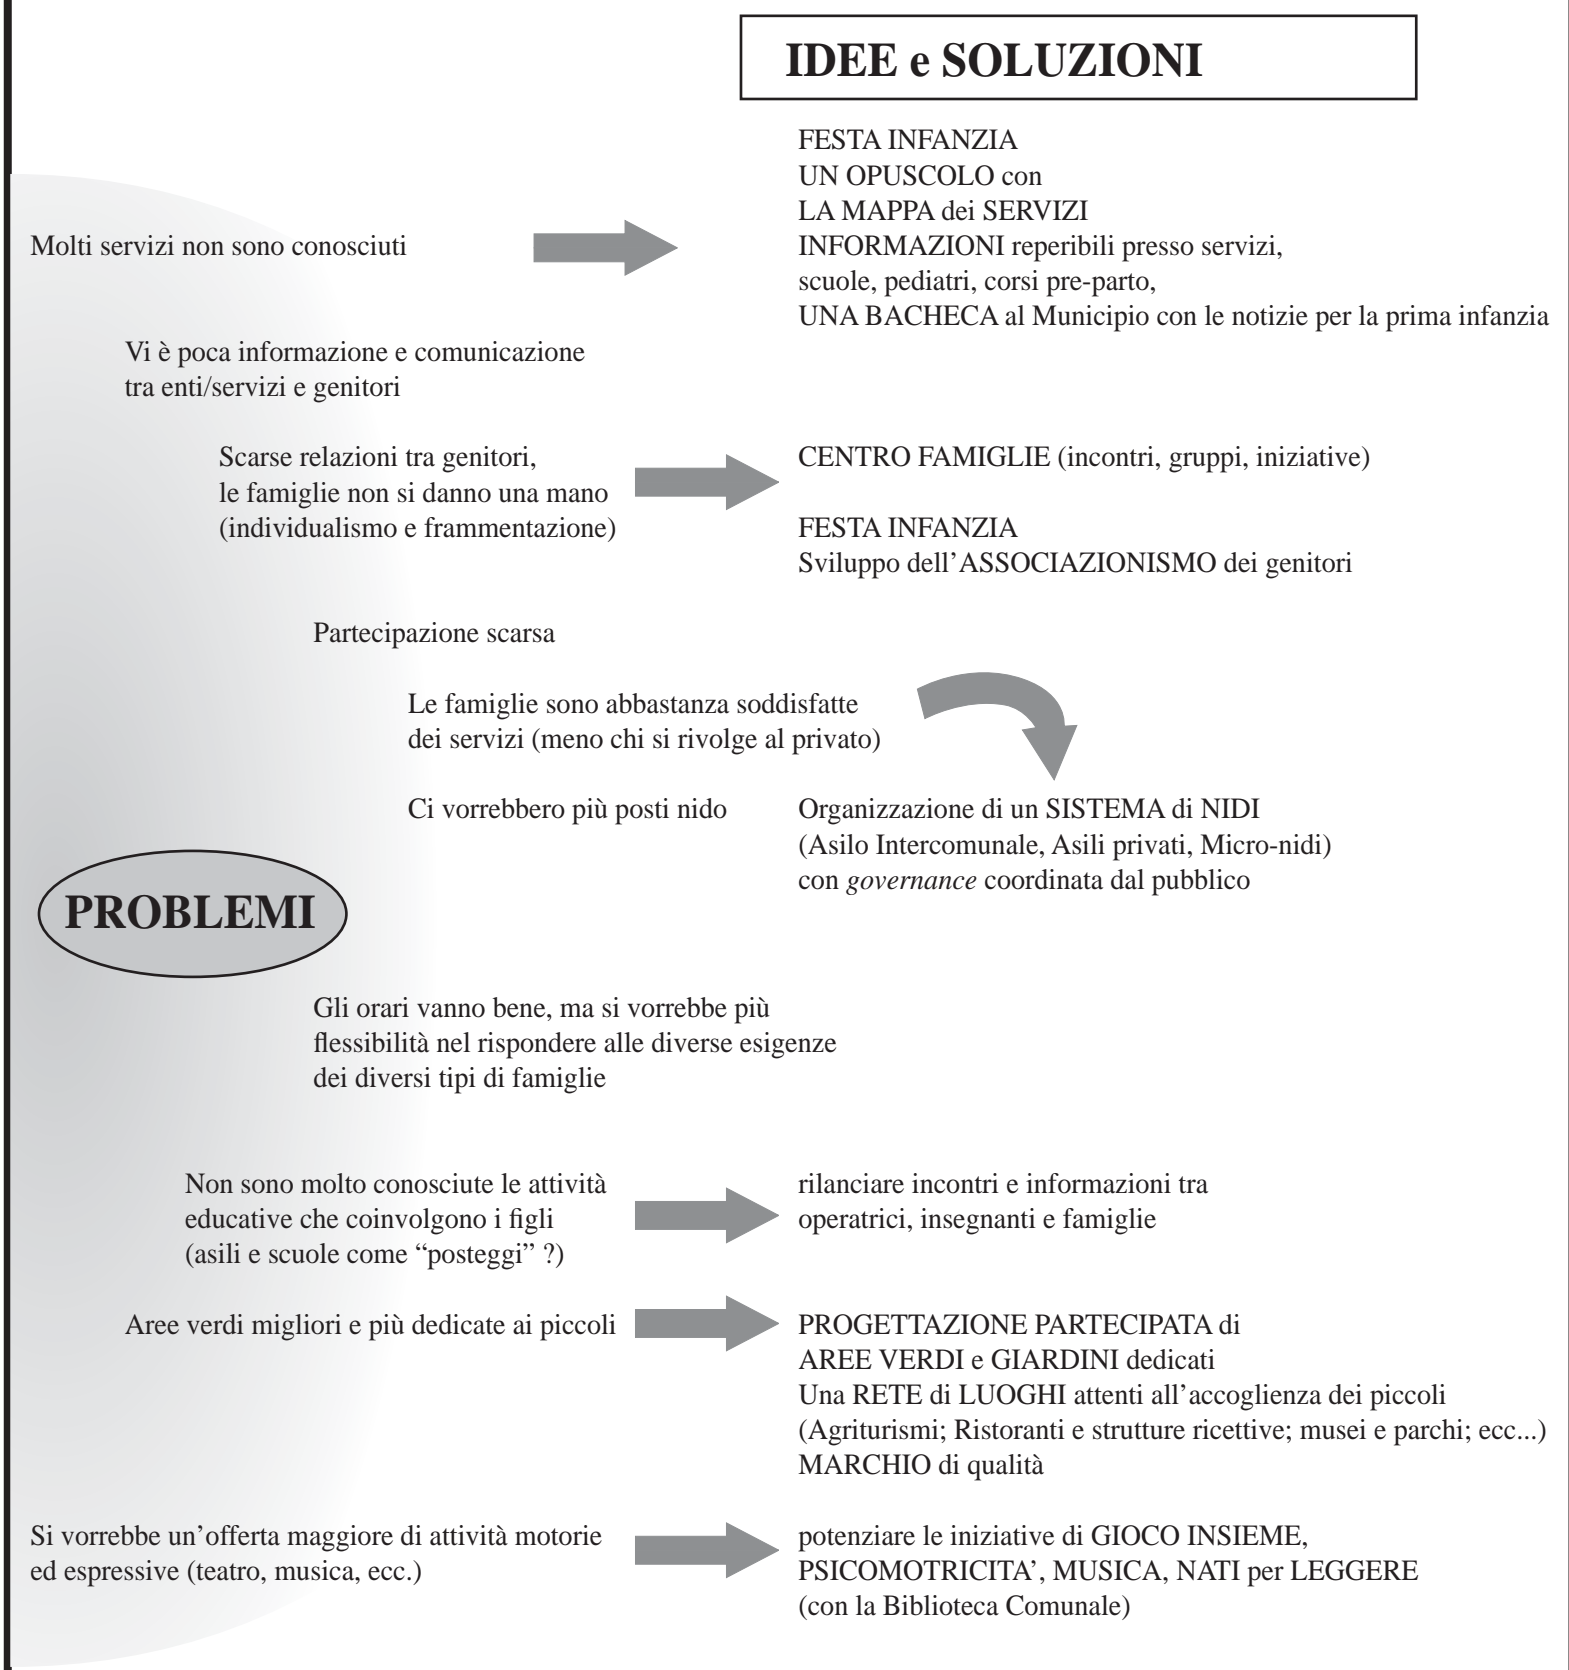 IDEE e SOLUZIONI
FESTA INFANZIA
UN OPUSCOLO con
LA MAPPA dei SERVIZI
Molti servizi non sono conosciuti
INFORMAZIONI reperibili presso servizi,
scuole, pediatri, corsi pre-parto,
UNA BACHECA al Municipio con le notizie per la prima infanzia
Vi è poca informazione e comunicazione
tra enti/servizi e genitori
Scarse relazioni tra genitori,
le famiglie non si danno una mano
(individualismo e frammentazione)
CENTRO FAMIGLIE (incontri, gruppi, iniziative)
FESTA INFANZIA
Sviluppo dell’ASSOCIAZIONISMO dei genitori
Partecipazione scarsa
Le famiglie sono abbastanza soddisfatte
dei servizi (meno chi si rivolge al privato)
Ci vorrebbero più posti nido
Organizzazione di un SISTEMA di NIDI
(Asilo Intercomunale, Asili privati, Micro-nidi)
con governance coordinata dal pubblico
PROBLEMI
Gli orari vanno bene, ma si vorrebbe più
flessibilità nel rispondere alle diverse esigenze
dei diversi tipi di famiglie
Non sono molto conosciute le attività
educative che coinvolgono i figli
(asili e scuole come “posteggi” ?)
rilanciare incontri e informazioni tra
operatrici, insegnanti e famiglie
Aree verdi migliori e più dedicate ai piccoli
PROGETTAZIONE PARTECIPATA di
AREE VERDI e GIARDINI dedicati
Una RETE di LUOGHI attenti all’accoglienza dei piccoli
(Agriturismi; Ristoranti e strutture ricettive; musei e parchi; ecc...)
MARCHIO di qualità
Si vorrebbe un’offerta maggiore di attività motorie
ed espressive (teatro, musica, ecc.)
potenziare le iniziative di GIOCO INSIEME,
PSICOMOTRICITA’, MUSICA, NATI per LEGGERE
(con la Biblioteca Comunale)